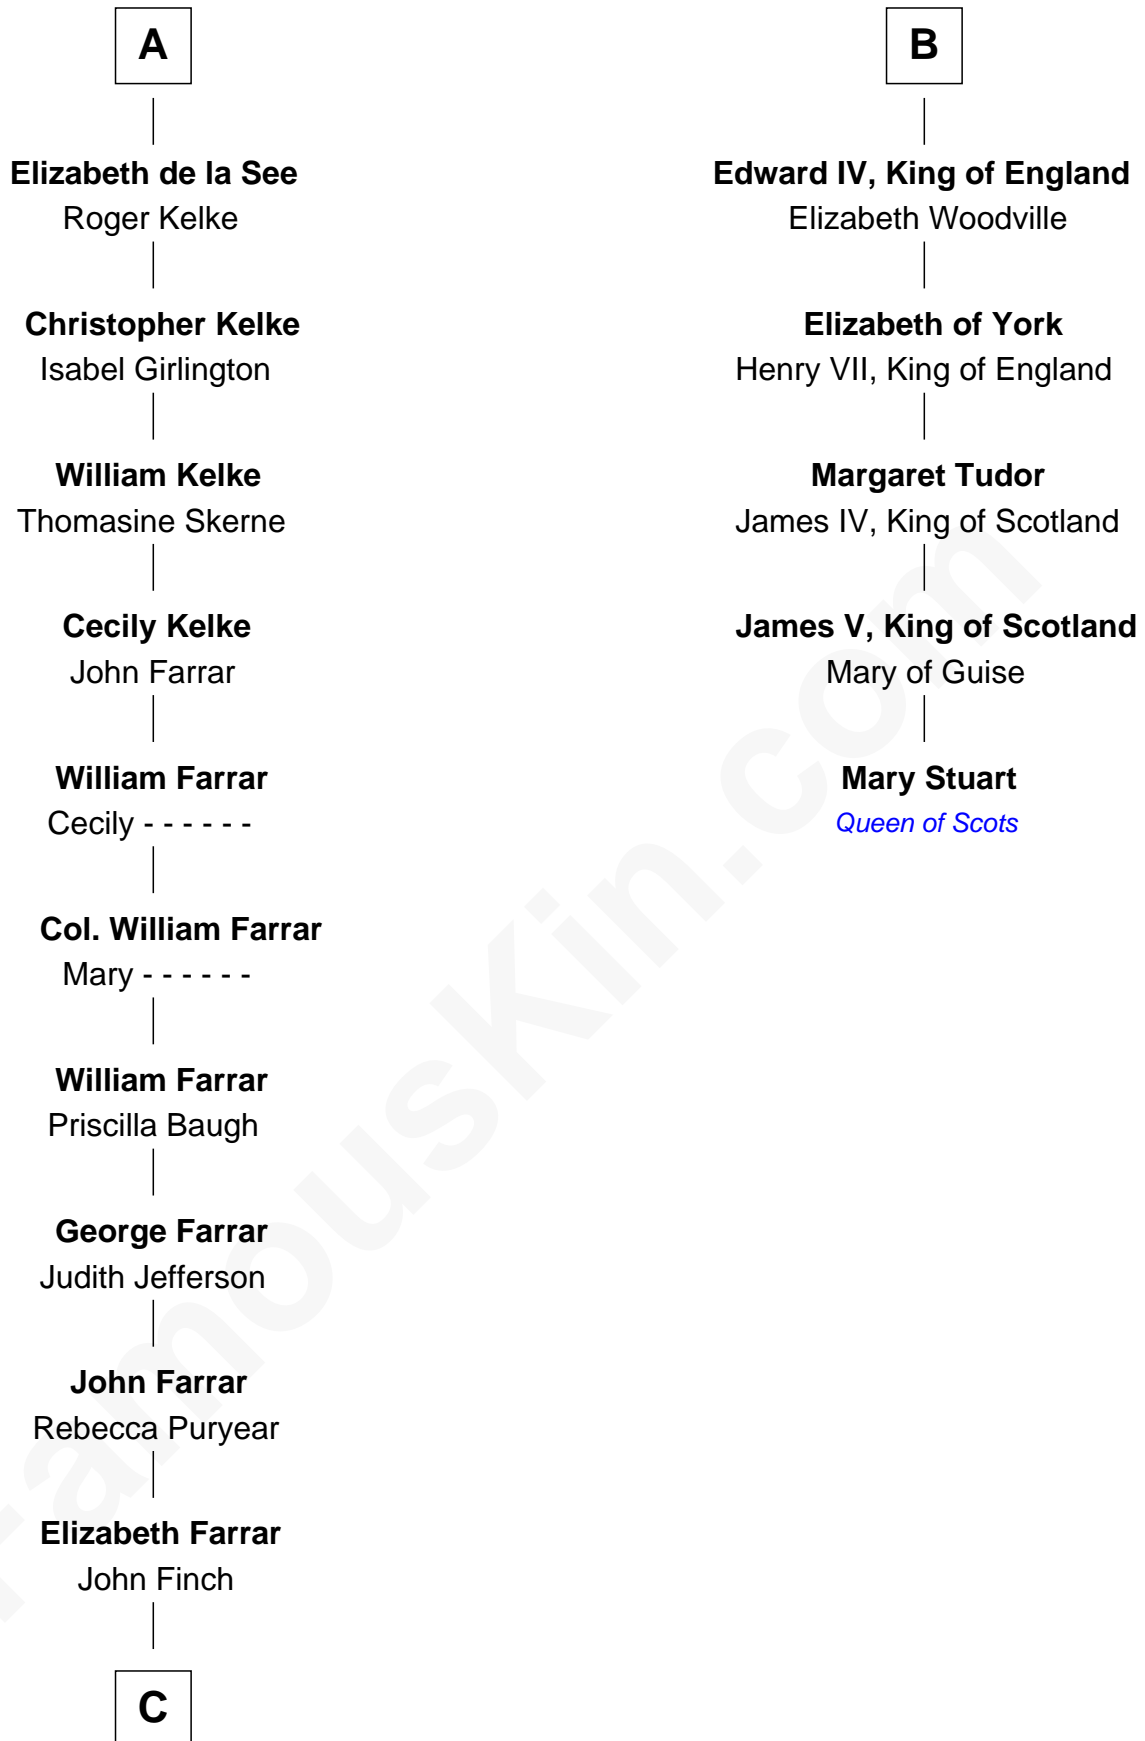 A
Elizabeth de la See
Roger Kelke
Christopher Kelke
Isabel Girlington
William Kelke
Thomasine Skerne
Cecily Kelke
John Farrar
William Farrar
Cecily - - - - - -
Col. William Farrar
Mary - - - - - -
William Farrar
Priscilla Baugh
George Farrar
Judith Jefferson
John Farrar
Rebecca Puryear
Elizabeth Farrar
John Finch
C
B
Edward IV, King of England
Elizabeth Woodville
Elizabeth of York
Henry VII, King of England
Margaret Tudor
James IV, King of Scotland
James V, King of Scotland
Mary of Guise
Mary Stuart
Queen of Scots
FamousKin.com